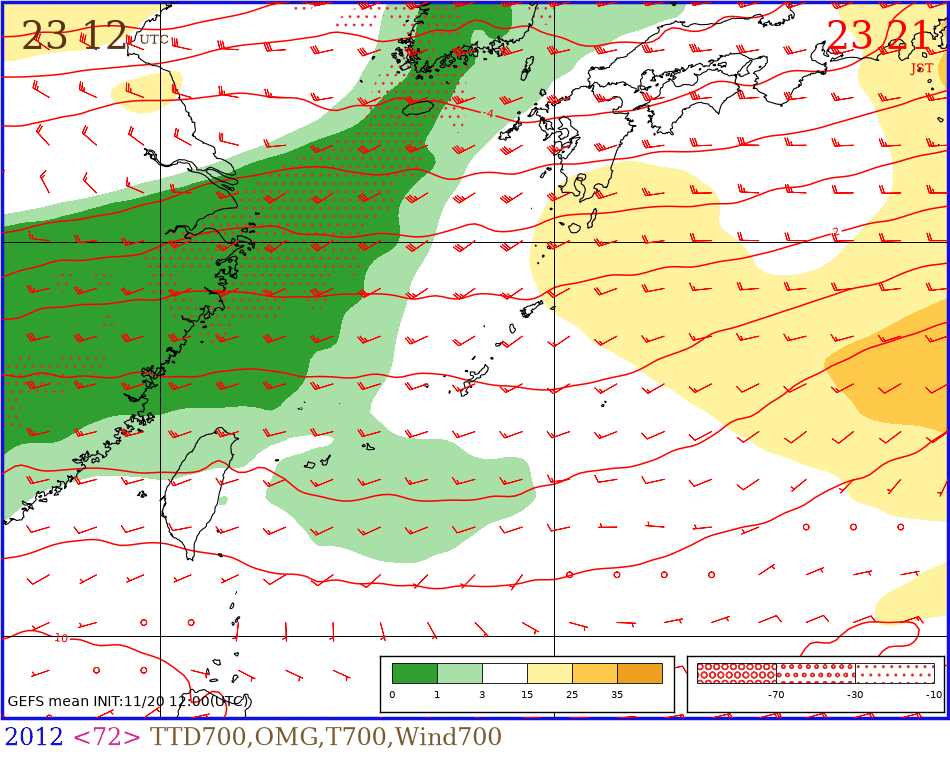 23 12 UTC
23 21 JST
-4
2
10
GEFS mean INIT:11/20 12:00(UTC)
0 1 3 15 25 35
-70 -30 -10
2012 <72> TTD700,OMG,T700,Wind700